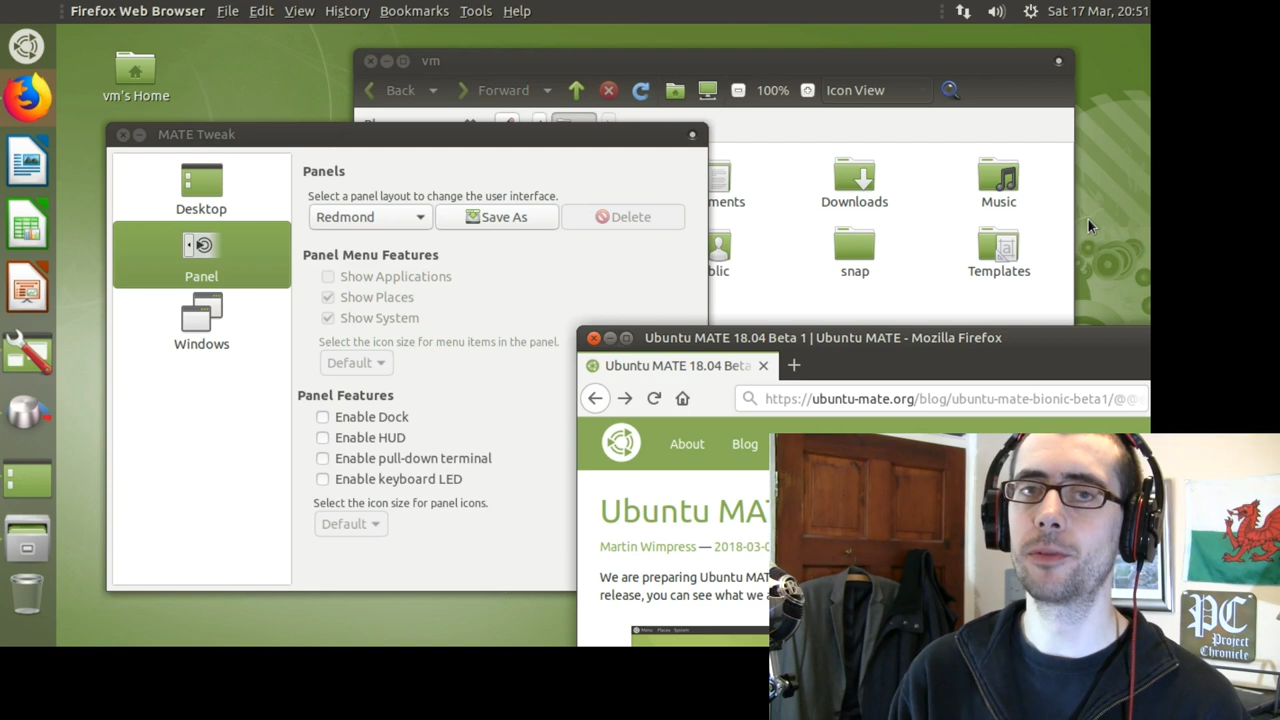 Firefox Web Browser File Edit View History Bookmarks Tools Help Sat 17 Mar, 20:51
vm's Home
vm
Back Forward 100% Icon View
MATE Tweak
Desktop
Panel
Windows
Panels
Select a panel layout to change the user interface.
Redmond Save As Delete
Panel Menu Features
Show Applications
Show Places
Show System
Select the icon size for menu items in the panel.
Default
Panel Features
Enable Dock
Enable HUD
Enable pull-down terminal
Enable keyboard LED
Select the icon size for panel icons.
Default
ments Downloads Music
blic snap Templates
Ubuntu MATE 18.04 Beta 1 | Ubuntu MATE - Mozilla Firefox
Ubuntu MATE 18.04 Beta
https://ubuntu-mate.org/blog/ubuntu-mate-bionic-beta1/
About Blog
Ubuntu MA
Martin Wimpress — 2018-03-0
We are preparing Ubuntu MAT
release, you can see what we a
Menu Places System
PC
Project
Chronicle